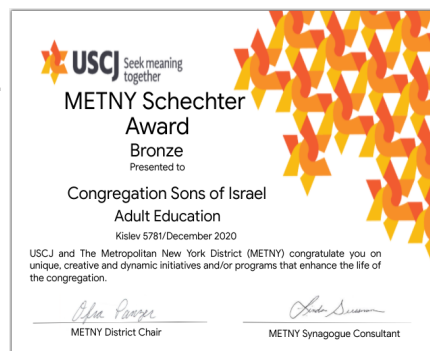 USCJ Seek meaning
together
METNY Schechter
Award
Bronze
Presented to
Congregation Sons of Israel
Adult Education
Kislev 5781/December 2020
USCJ and The Metropolitan New York District (METNY) congratulate you on
unique, creative and dynamic initiatives and/or programs that enhance the life of
the congregation.
METNY District Chair
METNY Synagogue Consultant